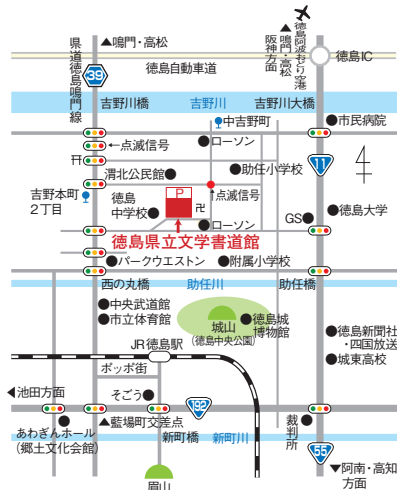 ▲鳴門・高松
県道徳島鳴門線
39
徳島自動車道
▲鳴門・高松
阪神方面
徳島阿波おどり空港
徳島IC
吉野川橋
吉野川
吉野川大橋
中吉野町
市民病院
←点滅信号
ローソン
11
渭北公民館
助任小学校
吉野本町
2丁目
徳島
中学校
P
卍
↑点滅信号
ローソン
GS
徳島大学
徳島県立文学書道館
パークウエストン
附属小学校
西の丸橋
助任川
助任橋
中央武道館
市立体育館
城山
(徳島中央公園)
徳島城
博物館
徳島新聞社
・四国放送
城東高校
JR徳島駅
ポッポ街
◀池田方面
そごう
192
あわぎんホール
(郷土文化会館)
▲藍場町交差点
新町橋
新町川
裁判所
55
眉山
▼阿南・高知
方面